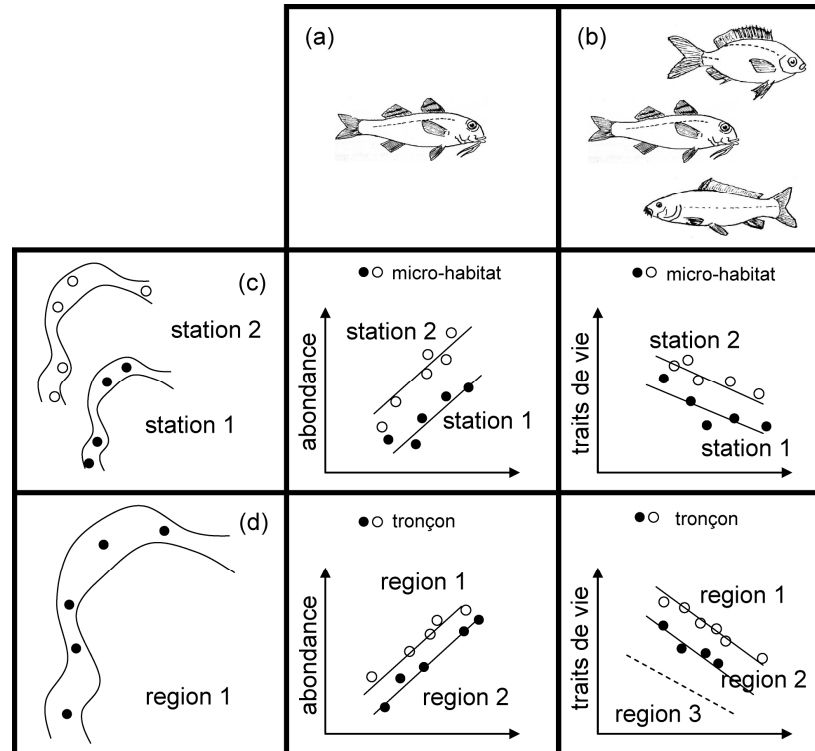 (a)
(b)
(c)
station 2
station 1
micro-habitat
abondance
station 2
station 1
micro-habitat
traits de vie
station 2
station 1
(d)
region 1
tronçon
abondance
region 1
region 2
tronçon
traits de vie
region 1
region 2
region 3